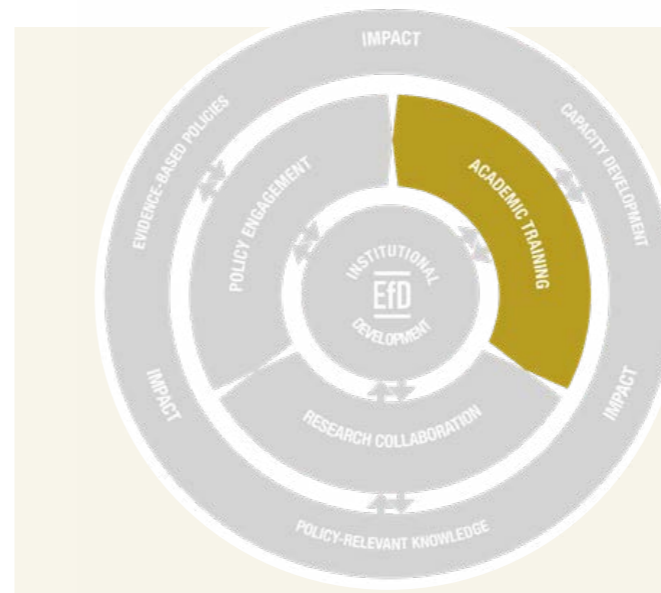 IMPACT
EVIDENCE-BASED POLICIES
CAPACITY DEVELOPMENT
POLICY ENGAGEMENT
ACADEMIC TRAINING
INSTITUTIONAL
EfD
DEVELOPMENT
IMPACT
IMPACT
RESEARCH COLLABORATION
POLICY-RELEVANT KNOWLEDGE